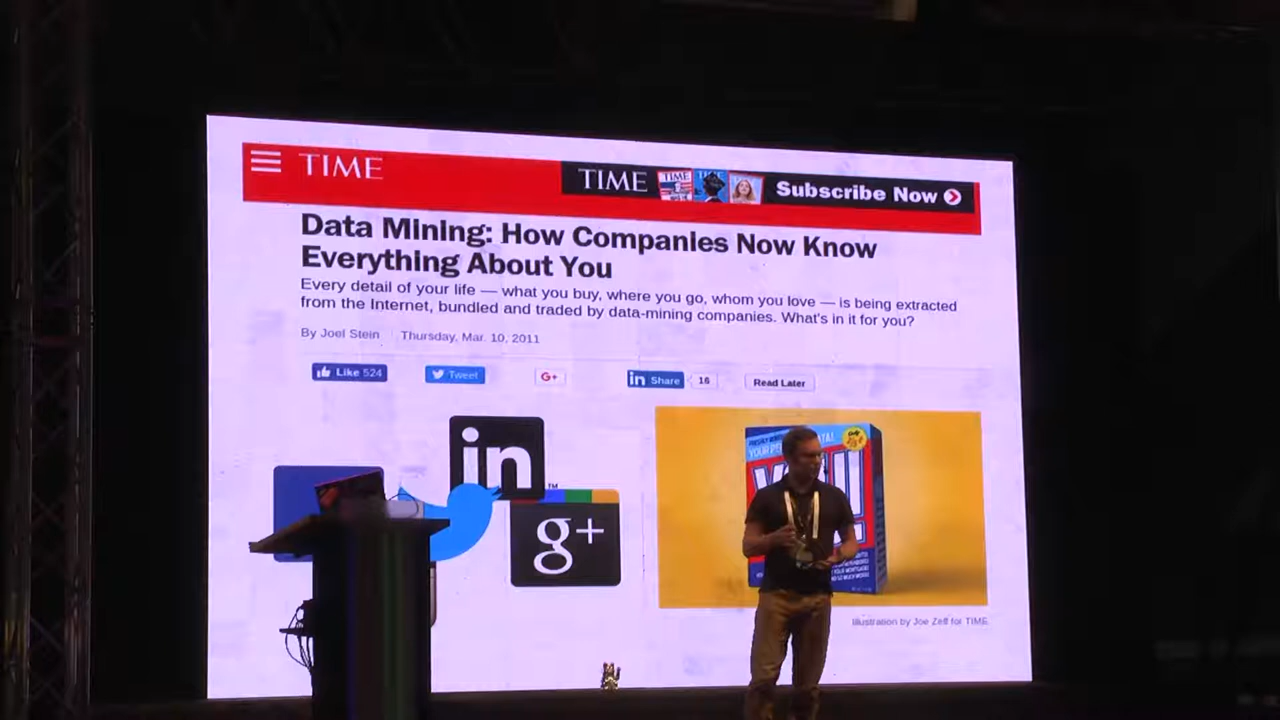 TIME
TIME
TIME
Subscribe Now
Data Mining: How Companies Now Know
Everything About You
Every detail of your life — what you buy, where you go, whom you love — is being extracted
from the Internet, bundled and traded by data-mining companies. What's in it for you?
By Joel Stein
Thursday, Mar. 10, 2011
Like 524
Tweet
G+
in Share
16
Read Later
in
TM
g+
YOUR
Illustration by Joe Zeff for TIME